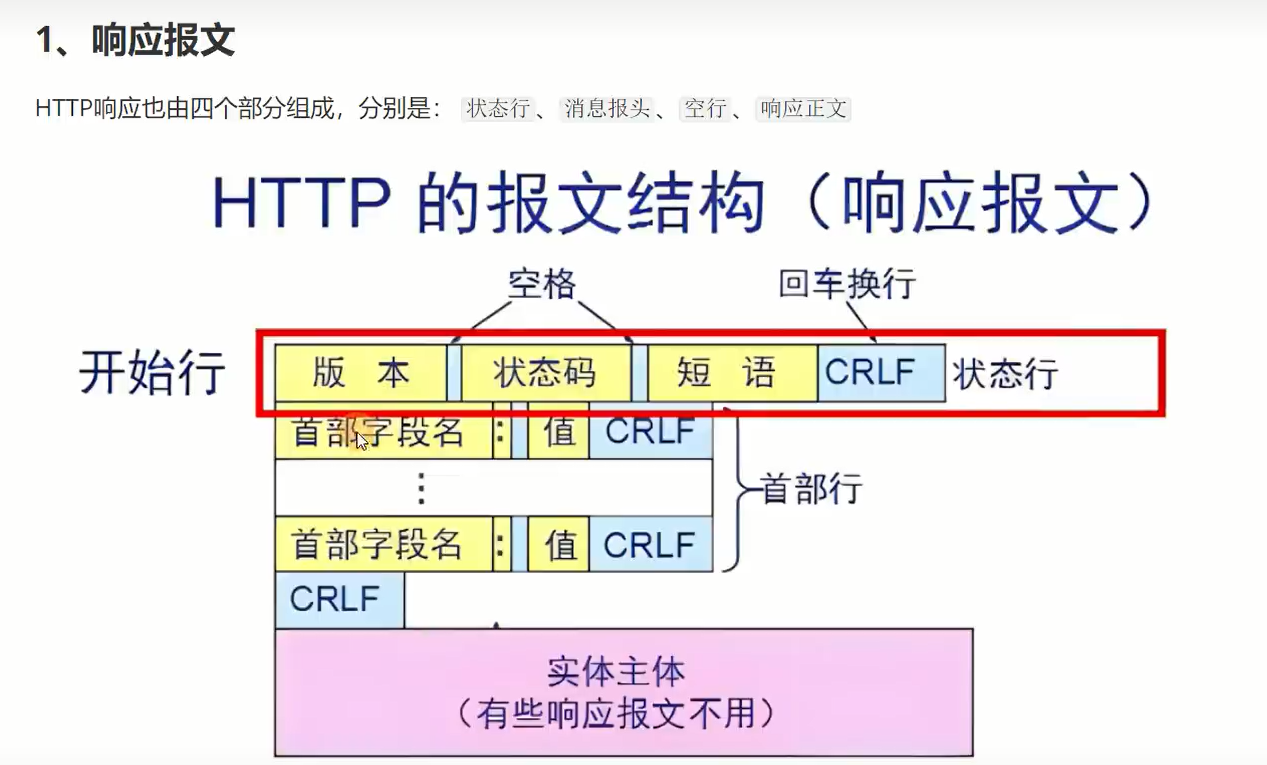 1、响应报文
HTTP响应也由四个部分组成，分别是： 状态行、消息报头、空行、响应正文
HTTP 的报文结构（响应报文）
空格 回车换行
开始行 版 本 状态码 短 语 CRLF 状态行
首部字段名 : 值 CRLF
⋮ 首部行
首部字段名 : 值 CRLF
CRLF
实体主体
（有些响应报文不用）